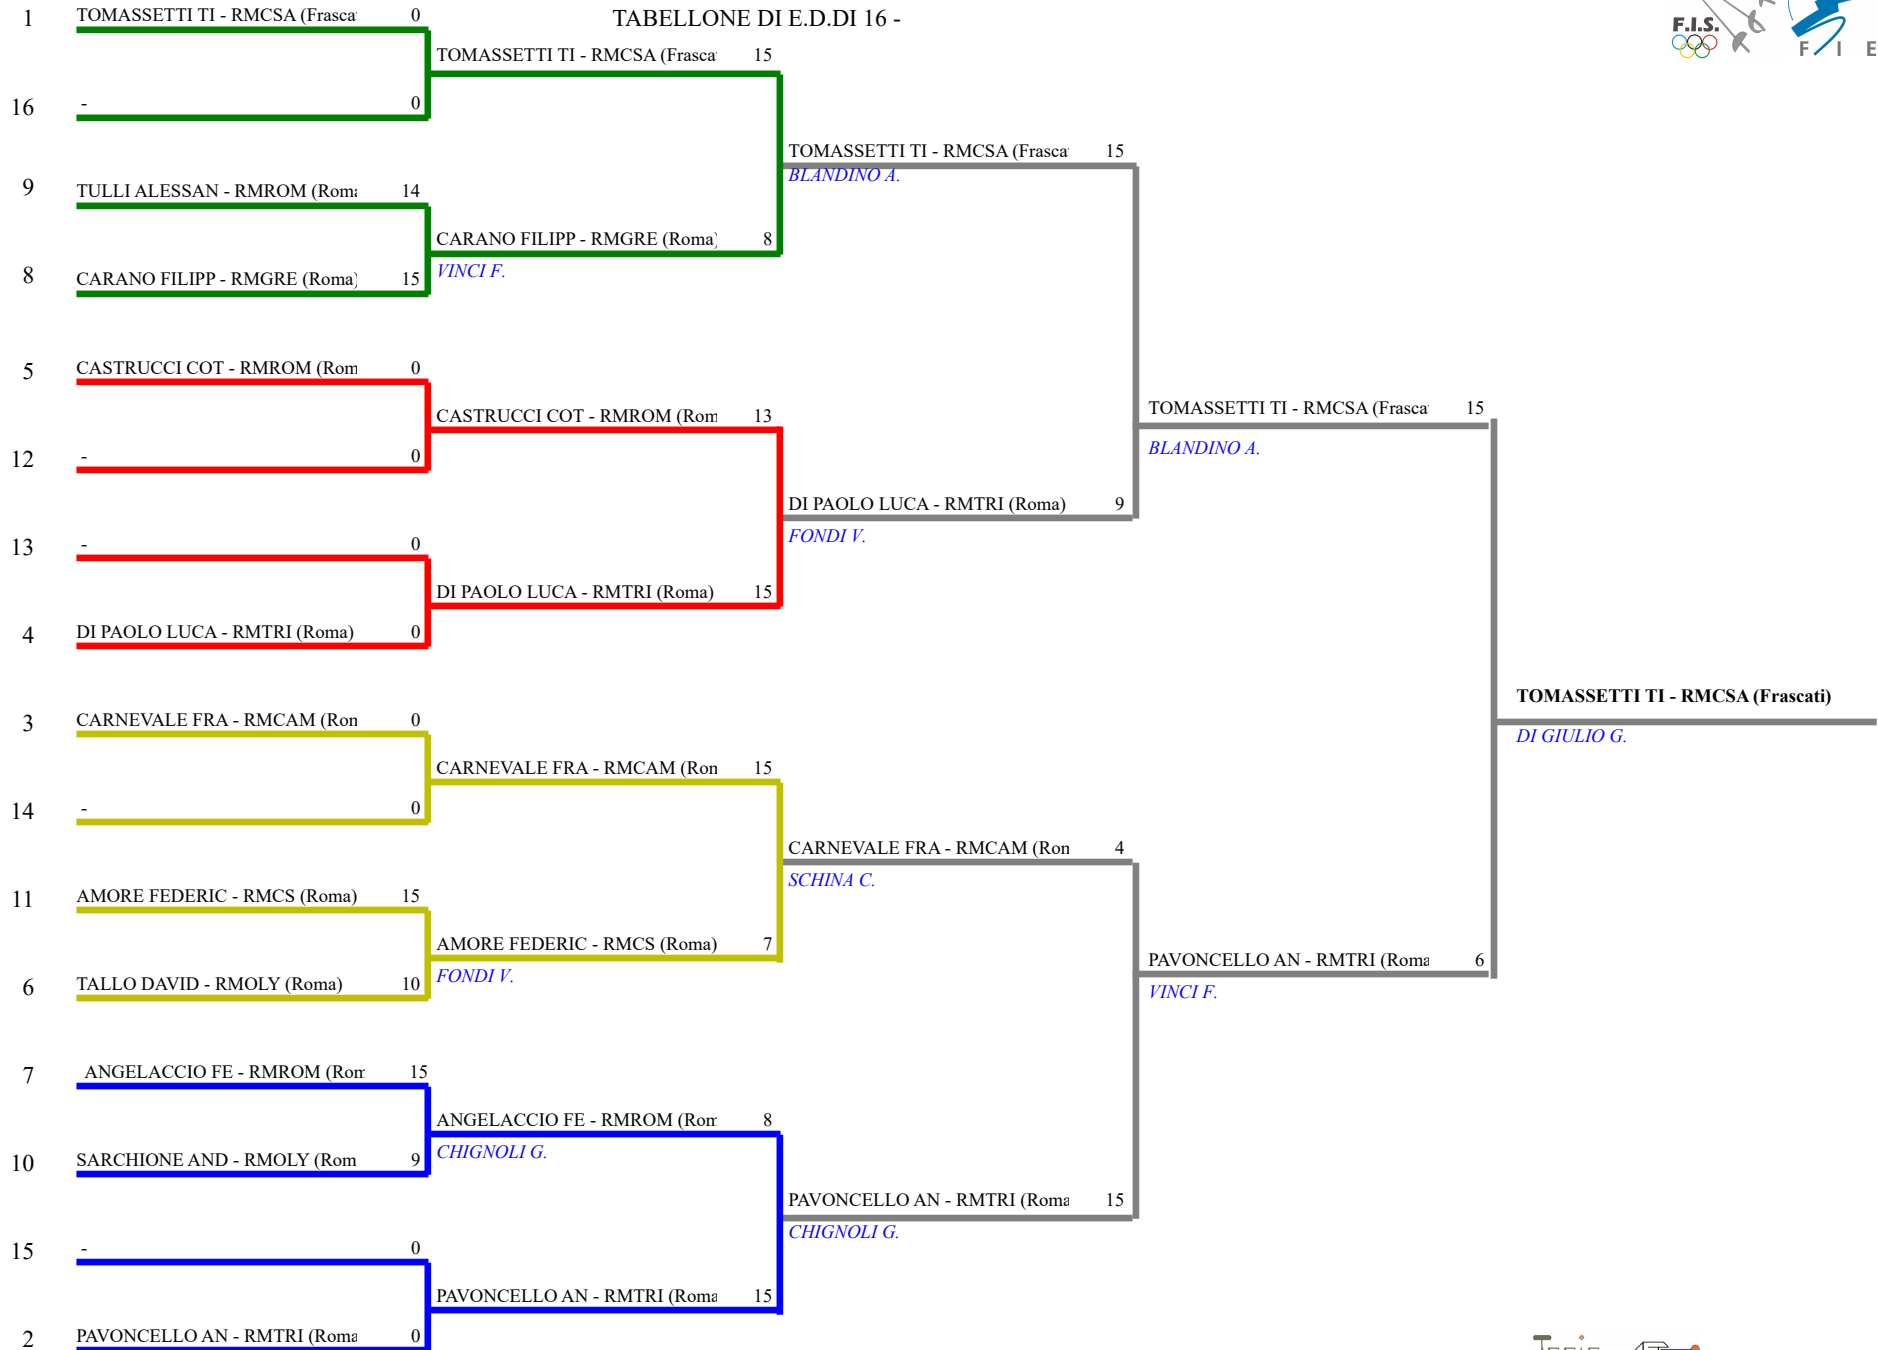 TABELLONE DI E.D.DI 16 -
F.I.S.
F I E
1 TOMASSETTI TI - RMCSA (Frasca 0
TOMASSETTI TI - RMCSA (Frasca 15
16 - 0
TOMASSETTI TI - RMCSA (Frasca 15
BLANDINO A.
9 TULLI ALESSAN - RMROM (Roma 14
CARANO FILIPP - RMGRE (Roma) 8
VINCI F.
8 CARANO FILIPP - RMGRE (Roma) 15
5 CASTRUCCI COT - RMROM (Rom 0
CASTRUCCI COT - RMROM (Rom 13
TOMASSETTI TI - RMCSA (Frasca 15
BLANDINO A.
12 - 0
DI PAOLO LUCA - RMTRI (Roma) 9
FONDI V.
13 - 0
DI PAOLO LUCA - RMTRI (Roma) 15
4 DI PAOLO LUCA - RMTRI (Roma) 0
TOMASSETTI TI - RMCSA (Frascati)
DI GIULIO G.
3 CARNEVALE FRA - RMCAM (Ron 0
CARNEVALE FRA - RMCAM (Ron 15
14 - 0
CARNEVALE FRA - RMCAM (Ron 4
SCHINA C.
11 AMORE FEDERIC - RMCS (Roma) 15
AMORE FEDERIC - RMCS (Roma) 7
FONDI V.
PAVONCELLO AN - RMTRI (Roma 6
VINCI F.
6 TALLO DAVID - RMOLY (Roma) 10
7 ANGELACCIO FE - RMROM (Rom 15
ANGELACCIO FE - RMROM (Rom 8
CHIGNOLI G.
10 SARCHIONE AND - RMOLY (Rom 9
PAVONCELLO AN - RMTRI (Roma 15
CHIGNOLI G.
15 - 0
PAVONCELLO AN - RMTRI (Roma 15
2 PAVONCELLO AN - RMTRI (Roma 0